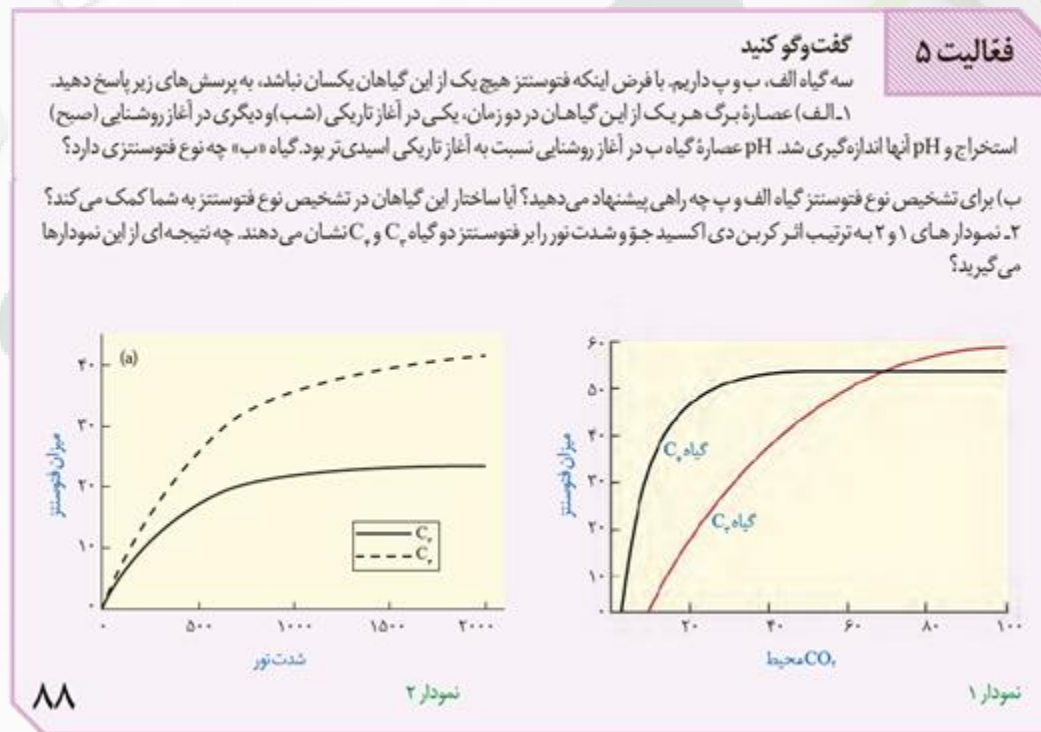 فعّالیت ۵
گفت‌وگو کنید
سه گیاه الف، ب و پ داریم. با فرض اینکه فتوسنتز هیچ یک از این گیاهان یکسان نباشد، به پرسش‌های زیر پاسخ دهید.
۱ـ الف) عصارهٔ برگ هر یک از این گیاهان در دو زمان، یکی در آغاز تاریکی (شب) و دیگری در آغاز روشنایی (صبح)
استخراج و pH آنها اندازه‌گیری شد. pH عصارهٔ گیاه ب در آغاز روشنایی نسبت به آغاز تاریکی اسیدی‌تر بود. گیاه «ب» چه نوع فتوسنتزی دارد؟
ب) برای تشخیص نوع فتوسنتز گیاه الف و پ چه راهی پیشنهاد می‌دهید؟ آیا ساختار این گیاهان در تشخیص نوع فتوسنتز به شما کمک می‌کند؟
۲ـ نمودارهای ۱ و ۲ به ترتیب اثر کربن دی اکسید جوّ و شدت نور را بر فتوسنتز دو گیاه C۳ و C۴ نشان می‌دهند. چه نتیجه‌ای از این نمودارها
می‌گیرید؟
۶۰
۵۰
۴۰
۳۰
۲۰
۱۰
۰
میزان فتوسنتز
گیاه C۴
گیاه C۳
۲۰ ۴۰ ۶۰ ۸۰ ۱۰۰
CO۲ محیط
نمودار ۱
(a)
۴۰
۳۰
۲۰
۱۰
۰
میزان فتوسنتز
C۳
C۴
۰ ۵۰۰ ۱۰۰۰ ۱۵۰۰ ۲۰۰۰
شدت نور
نمودار ۲
۸۸